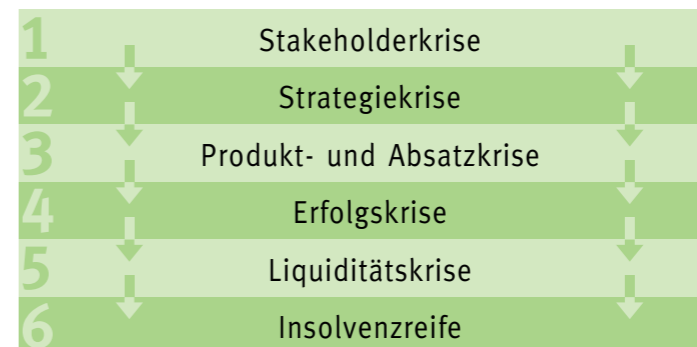 1 Stakeholderkrise
2 Strategiekrise
3 Produkt- und Absatzkrise
4 Erfolgskrise
5 Liquiditätskrise
6 Insolvenzreife